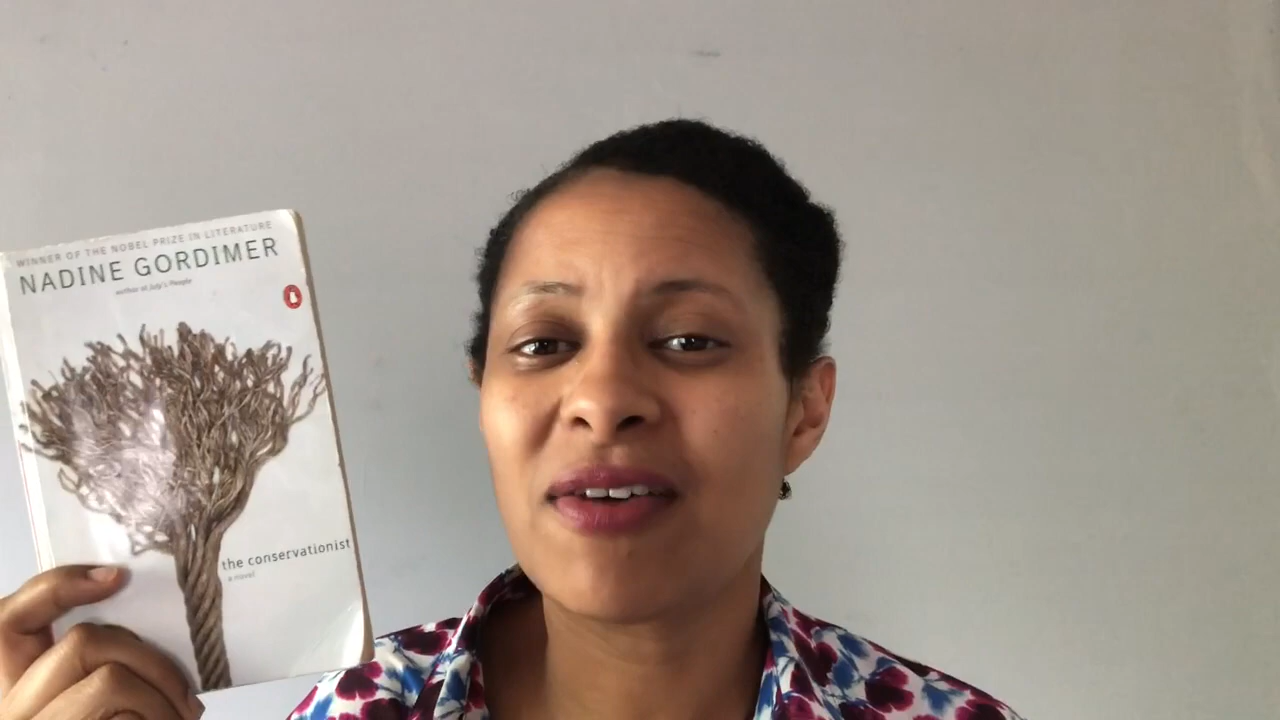 WINNER OF THE NOBEL PRIZE IN LITERATURE
NADINE GORDIMER
author of July's People
the conservationist
a novel